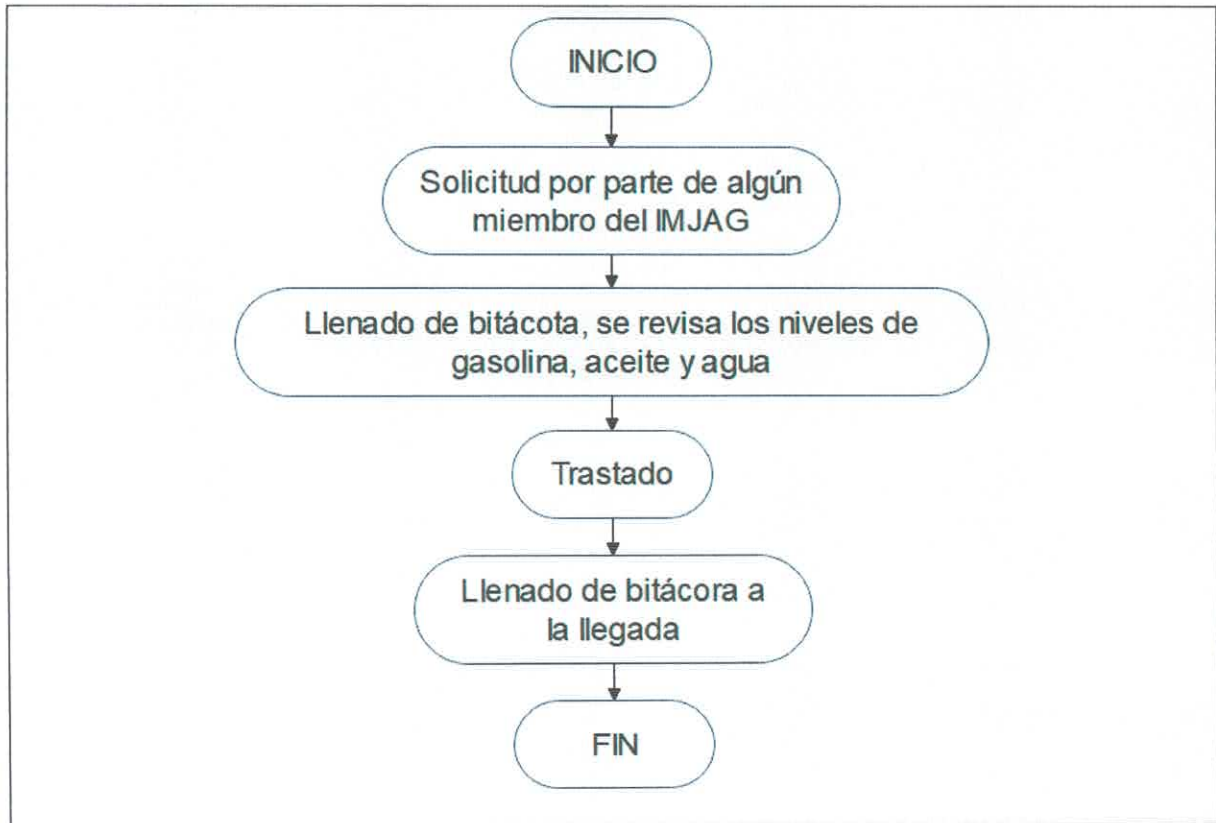 INICIO
Solicitud por parte de algún
miembro del IMJAG
Llenado de bitácota, se revisa los niveles de
gasolina, aceite y agua
Trastado
Llenado de bitácora a
la llegada
FIN